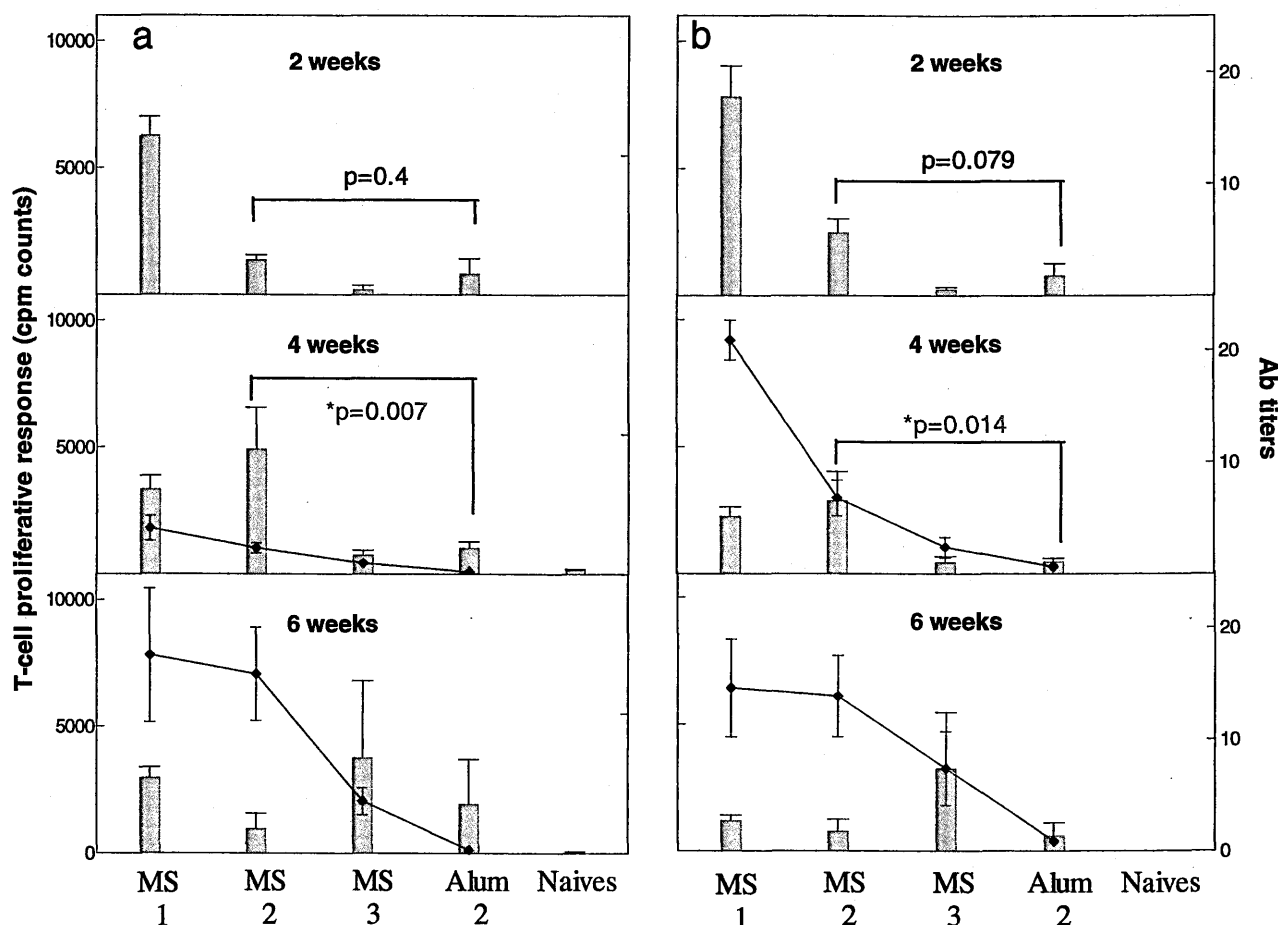 a
b
2 weeks
2 weeks
10000
5000
20
10
p=0.4
p=0.079
4 weeks
4 weeks
10000
5000
20
10
*p=0.007
*p=0.014
6 weeks
6 weeks
10000
5000
0
20
10
0
T-cell proliferative response (cpm counts)
Ab titers
MS 1
MS 2
MS 3
Alum 2
Naives
MS 1
MS 2
MS 3
Alum 2
Naives